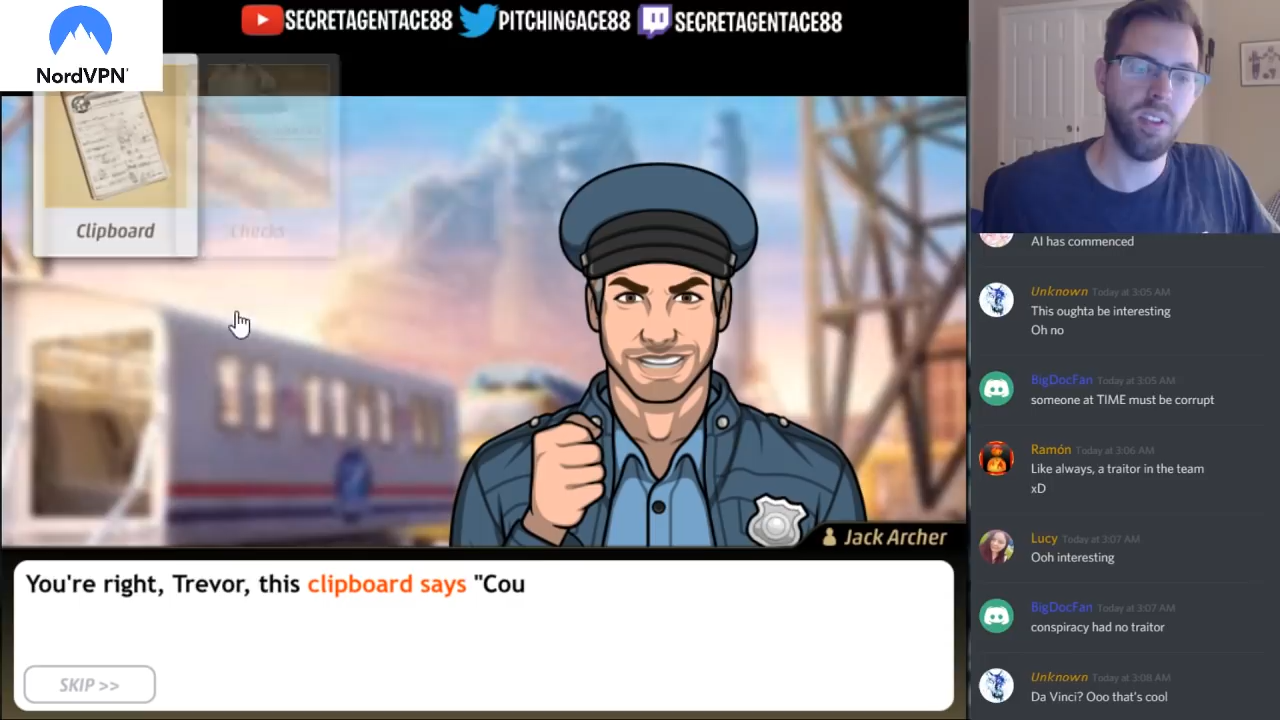 SECRETAGENTACE88 PITCHINGACE88 SECRETAGENTACE88
NordVPN
Clipboard
Checks
Jack Archer
You're right, Trevor, this clipboard says "Cou
SKIP >>
AI has commenced
Unknown Today at 3:05 AM
This oughta be interesting
Oh no
BigDocFan Today at 3:05 AM
someone at TIME must be corrupt
Ramón Today at 3:06 AM
Like always, a traitor in the team
xD
Lucy Today at 3:07 AM
Ooh interesting
BigDocFan Today at 3:07 AM
conspiracy had no traitor
Unknown Today at 3:08 AM
Da Vinci? Ooo that's cool